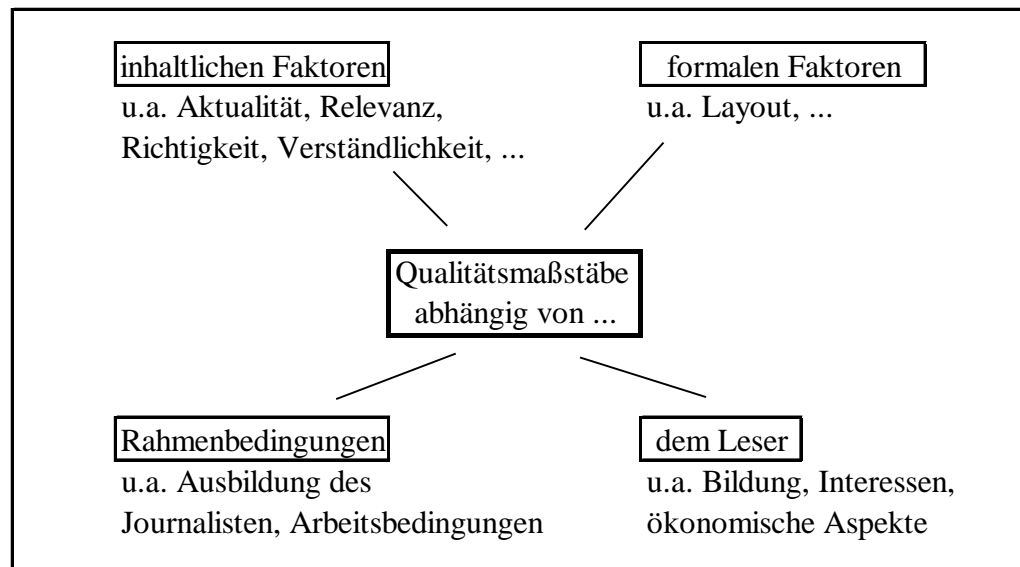 inhaltlichen Faktoren
u.a. Aktualität, Relevanz,
Richtigkeit, Verständlichkeit, ...
formalen Faktoren
u.a. Layout, ...
Qualitätsmaßstäbe
abhängig von ...
Rahmenbedingungen
u.a. Ausbildung des
Journalisten, Arbeitsbedingungen
dem Leser
u.a. Bildung, Interessen,
ökonomische Aspekte